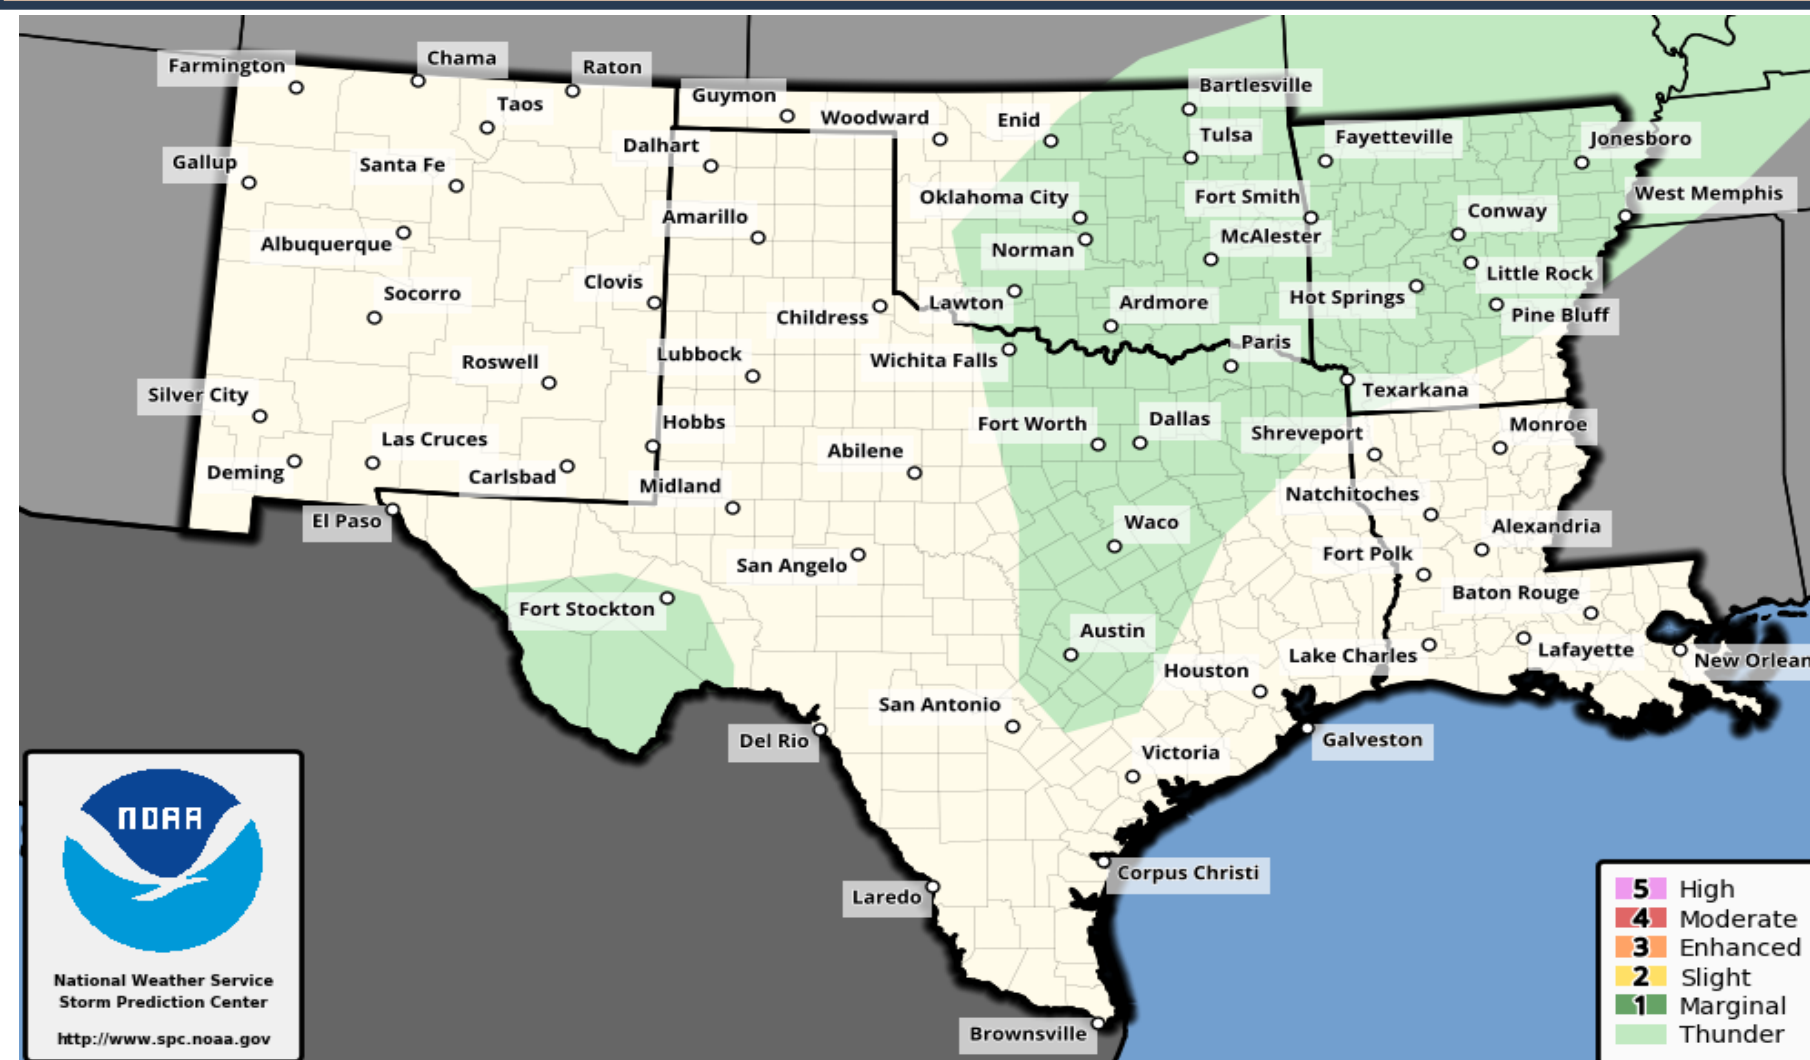 Farmington
Chama
Raton
Taos
Guymon
Woodward
Enid
Bartlesville
Tulsa
Fayetteville
Jonesboro
Gallup
Santa Fe
Dalhart
Oklahoma City
Fort Smith
West Memphis
Conway
Amarillo
Albuquerque
Norman
McAlester
Little Rock
Clovis
Socorro
Childress
Lawton
Ardmore
Hot Springs
Pine Bluff
Roswell
Lubbock
Wichita Falls
Paris
Texarkana
Silver City
Hobbs
Fort Worth
Dallas
Shreveport
Monroe
Las Cruces
Deming
Carlsbad
Abilene
Midland
Natchitoches
El Paso
Waco
Alexandria
San Angelo
Fort Polk
Baton Rouge
Fort Stockton
Austin
Houston
Lake Charles
Lafayette
New Orlean
San Antonio
Del Rio
Galveston
Victoria
Corpus Christi
Laredo
Brownsville
NOAA
National Weather Service
Storm Prediction Center
http://www.spc.noaa.gov
5 High
4 Moderate
3 Enhanced
2 Slight
1 Marginal
Thunder